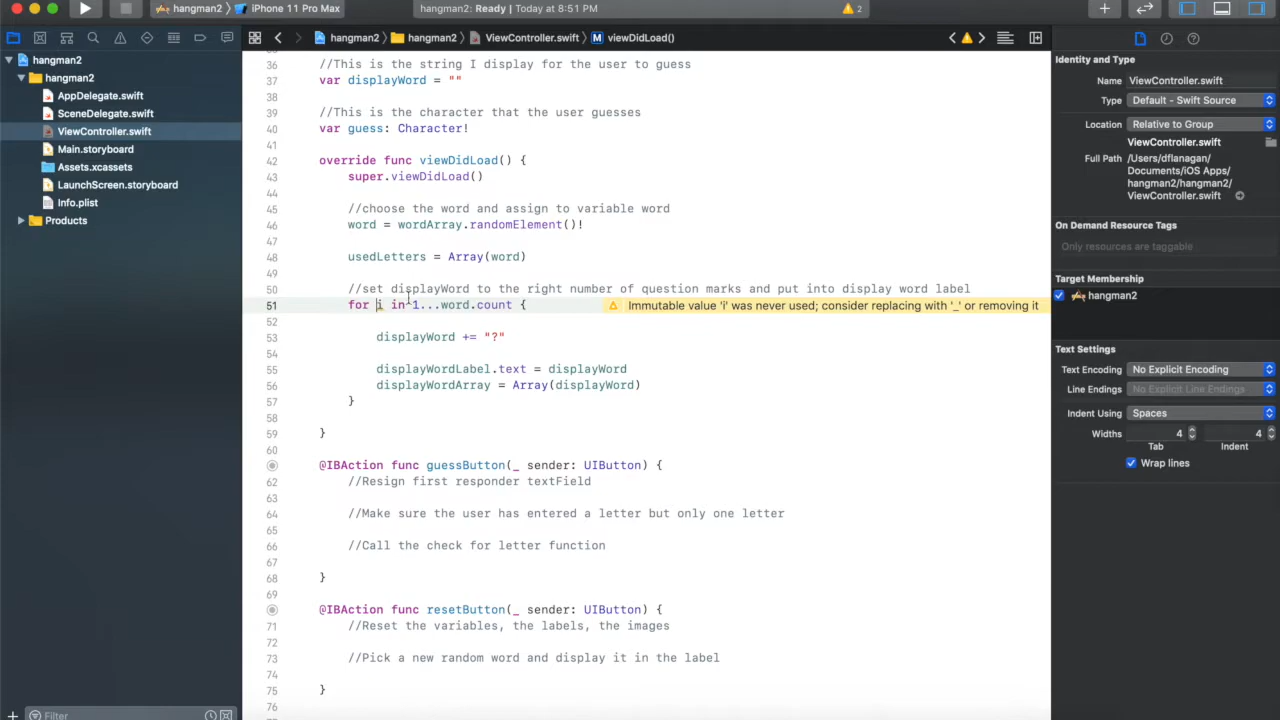 hangman2
iPhone 11 Pro Max
hangman2: Ready | Today at 8:51 PM
2
hangman2
hangman2
AppDelegate.swift
SceneDelegate.swift
ViewController.swift
Main.storyboard
Assets.xcassets
LaunchScreen.storyboard
Info.plist
Products
Filter
hangman2 hangman2 ViewController.swift M viewDidLoad()
36 //This is the string I display for the user to guess
37 var displayWord = ""
38
39 //This is the character that the user guesses
40 var guess: Character!
41
42 override func viewDidLoad() {
43 super.viewDidLoad()
44
45 //choose the word and assign to variable word
46 word = wordArray.randomElement()!
47
48 usedLetters = Array(word)
49
50 //set displayWord to the right number of question marks and put into display word label
51 for i in 1...word.count { Immutable value 'i' was never used; consider replacing with '_' or removing it
52
53 displayWord += "?"
54
55 displayWordLabel.text = displayWord
56 displayWordArray = Array(displayWord)
57 }
58
59 }
60
@IBAction func guessButton(_ sender: UIButton) {
62 //Resign first responder textField
63
64 //Make sure the user has entered a letter but only one letter
65
66 //Call the check for letter function
67
68 }
69
@IBAction func resetButton(_ sender: UIButton) {
71 //Reset the variables, the labels, the images
72
73 //Pick a new random word and display it in the label
74
75 }
76
Identity and Type
Name ViewController.swift
Type Default - Swift Source
Location Relative to Group
ViewController.swift
Full Path /Users/dflanagan/
Documents/iOS Apps/
hangman2/hangman2/
ViewController.swift
On Demand Resource Tags
Only resources are taggable
Target Membership
hangman2
Text Settings
Text Encoding No Explicit Encoding
Line Endings No Explicit Line Endings
Indent Using Spaces
Widths 4 4
Tab Indent
Wrap lines